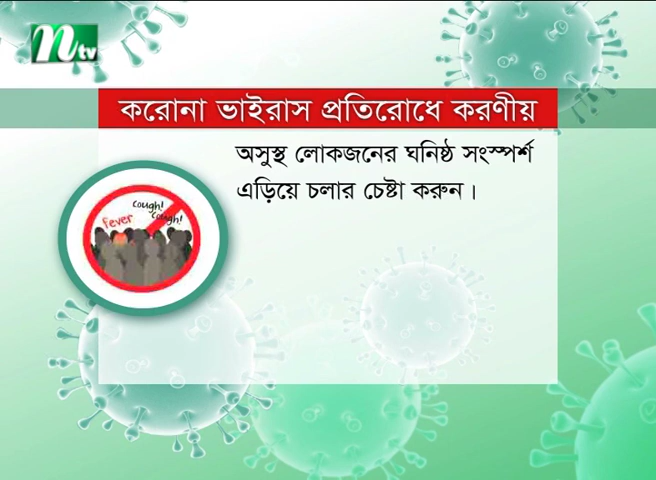 ntv
করোনা ভাইরাস প্রতিরোধে করণীয়
অসুস্থ লোকজনের ঘনিষ্ঠ সংস্পর্শ
এড়িয়ে চলার চেষ্টা করুন।
cough!
fever
cough!